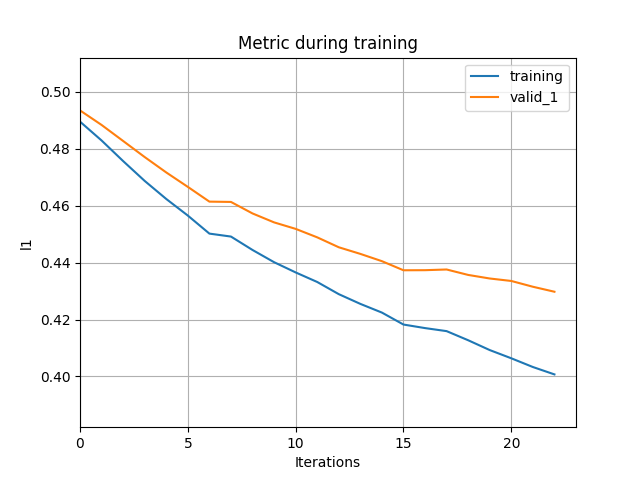 Metric during training
training
valid_1
0.50
0.48
0.46
0.44
0.42
0.40
l1
0 5 10 15 20
Iterations